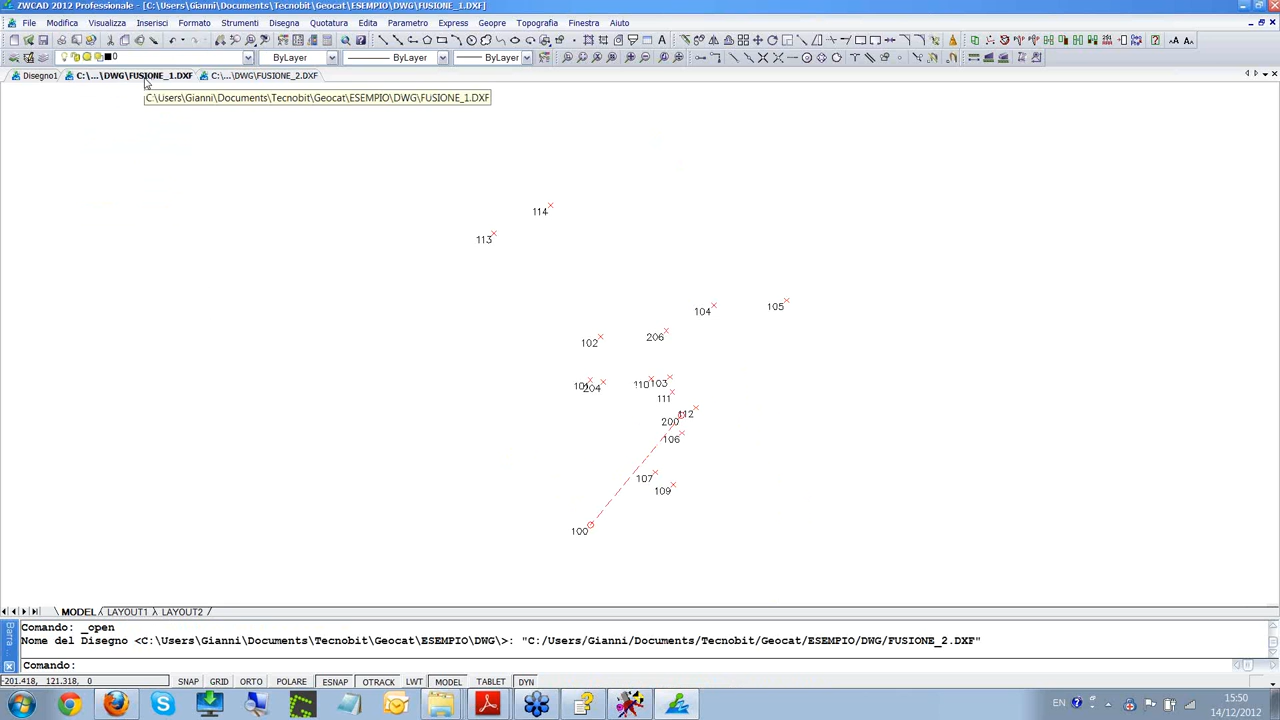 ZWCAD 2012 Professionale - [C:\Users\Gianni\Documents\Tecnobit\Geocat\ESEMPIO\DWG\FUSIONE_1.DXF]
File Modifica Visualizza Inserisci Formato Strumenti Disegna Quotatura Edita Parametro Express Geopre Topografia Finestra Aiuto
0 ByLayer ByLayer ByLayer
Disegno1 C:\...\DWG\FUSIONE_1.DXF C:\...\DWG\FUSIONE_2.DXF
C:\Users\Gianni\Documents\Tecnobit\Geocat\ESEMPIO\DWG\FUSIONE_1.DXF
114
113
104 105
102 206
204 110 103
111
200 112
106
107
109
100
MODEL LAYOUT1 LAYOUT2
Comando: _open
Nome del Disegno <C:\Users\Gianni\Documents\Tecnobit\Geocat\ESEMPIO\DWG\>: "C:/Users/Gianni/Documents/Tecnobit/Geocat/ESEMPIO/DWG/FUSIONE_2.DXF"
Comando:
-201.418, 121.318, 0 SNAP GRID ORTO POLARE ESNAP OTRACK LWT MODEL TABLET DYN
EN 15:50
14/12/2012